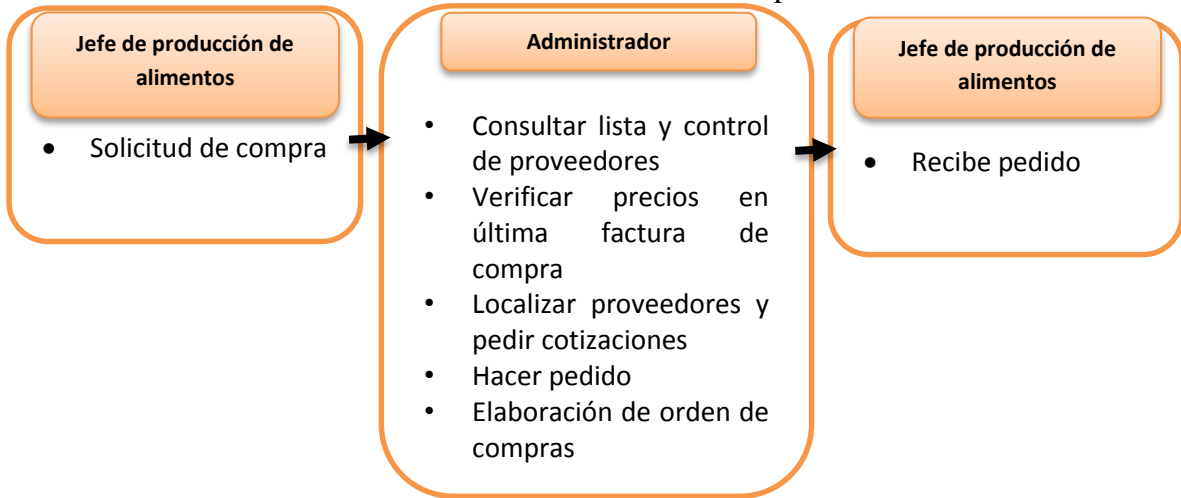 Jefe de producción de
alimentos
• Solicitud de compra
Administrador
• Consultar lista y control
de proveedores
• Verificar precios en
última factura de
compra
• Localizar proveedores y
pedir cotizaciones
• Hacer pedido
• Elaboración de orden de
compras
Jefe de producción de
alimentos
• Recibe pedido